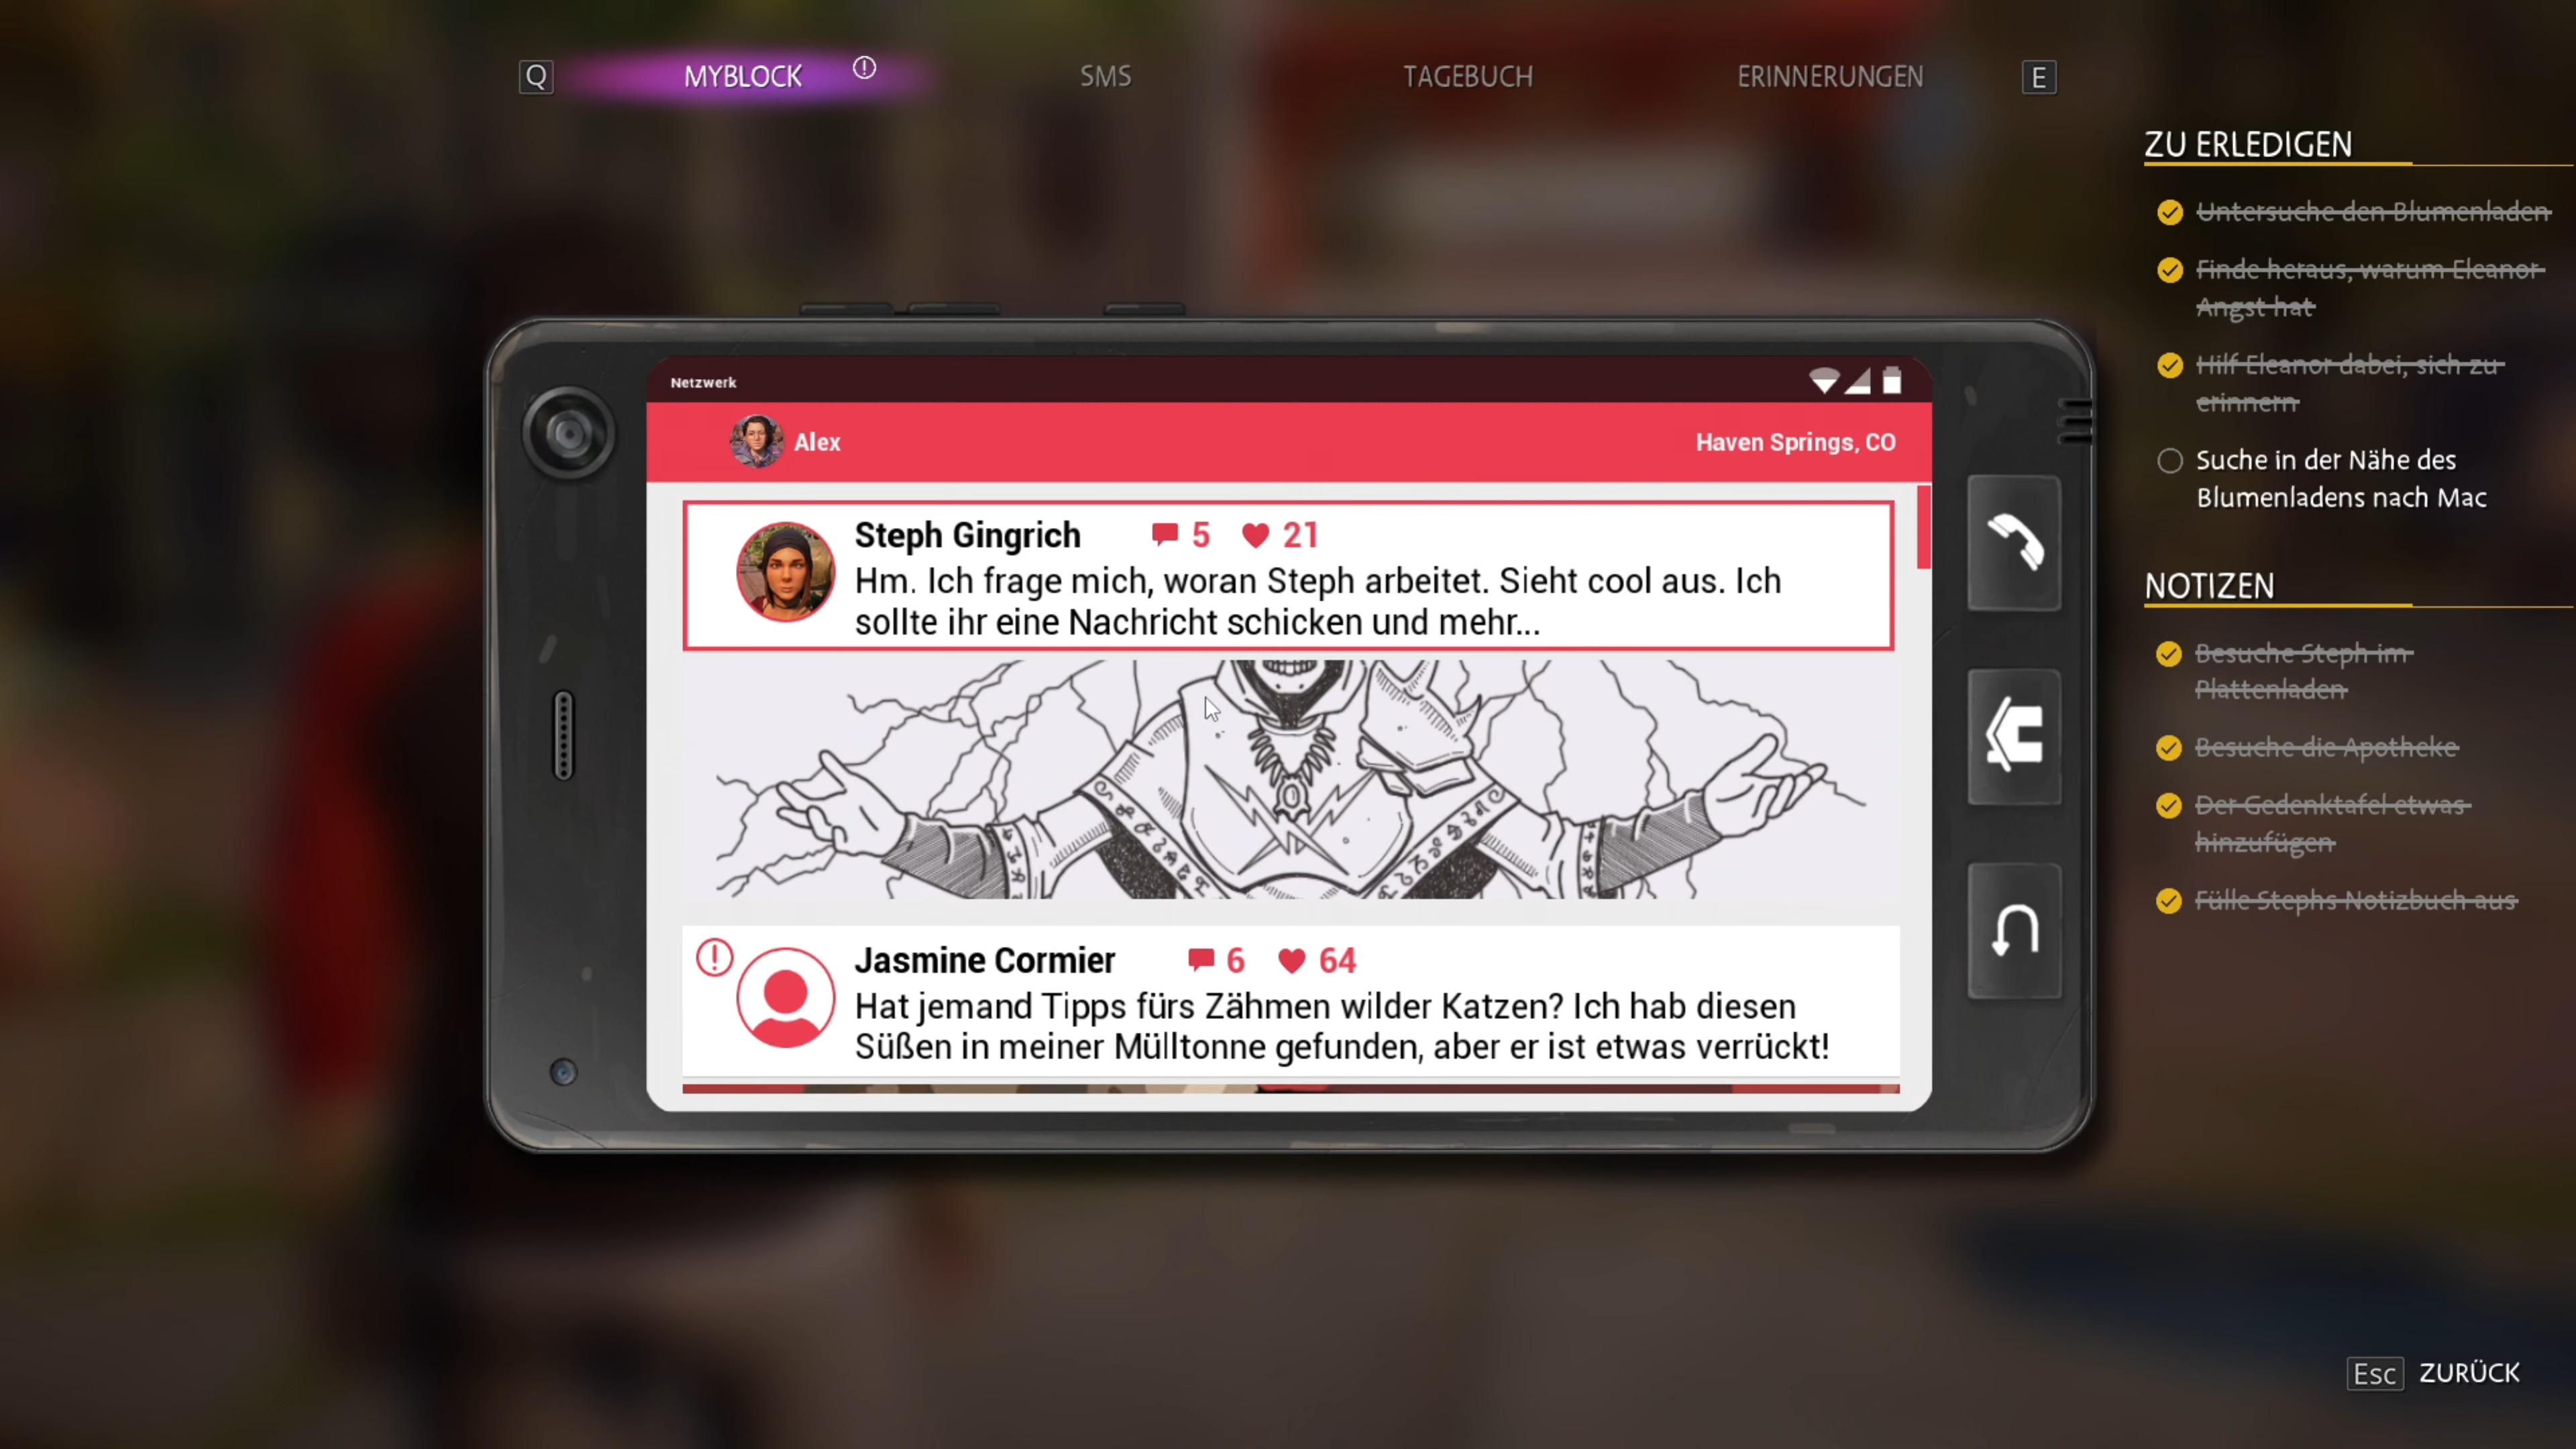 Q
MYBLOCK
SMS
TAGEBUCH
ERINNERUNGEN
E
Netzwerk
Alex
Haven Springs, CO
Steph Gingrich 5 21
Hm. Ich frage mich, woran Steph arbeitet. Sieht cool aus. Ich
sollte ihr eine Nachricht schicken und mehr...
Jasmine Cormier 6 64
Hat jemand Tipps fürs Zähmen wilder Katzen? Ich hab diesen
Süßen in meiner Mülltonne gefunden, aber er ist etwas verrückt!
ZU ERLEDIGEN
Untersuche den Blumenladen
Finde heraus, warum Eleanor
Angst hat
Hilf Eleanor dabei, sich zu
erinnern
Suche in der Nähe des
Blumenladens nach Mac
NOTIZEN
Besuche Steph im
Plattenladen
Besuche die Apotheke
Der Gedenktafel etwas
hinzufügen
Fülle Stephs Notizbuch aus
Esc ZURÜCK